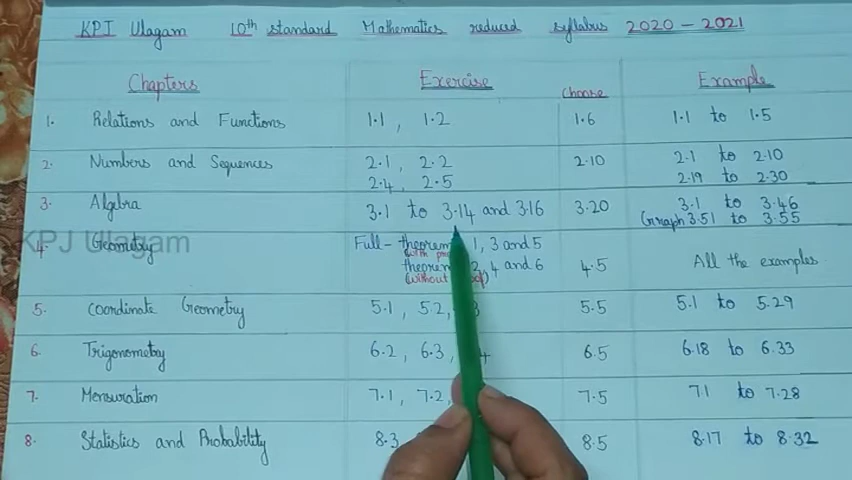 KPJ Ulagam 10th standard Mathematics reduced syllabus 2020 - 2021
Chapters Exercise choose Example
1. Relations and Functions 1.1, 1.2 1.6 1.1 to 1.5
2. Numbers and Sequences 2.1, 2.2 2.10 2.1 to 2.10
2.4, 2.5 2.19 to 2.30
3. Algebra 3.1 to 3.14 and 3.16 3.20 3.1 to 3.46
Graph 3.51 to 3.55
4. Geometry Full - theorem 1, 3 and 5
(with
theorem 2, 4 and 6 4.5 All the examples
(without proof)
KPJ Ulagam
5. Coordinate Geometry 5.1, 5.2, 5.5 5.1 to 5.29
6. Trigonometry 6.2, 6.3, 6.5 6.18 to 6.33
7. Mensuration 7.1, 7.2, 7.5 7.1 to 7.28
8. Statistics and Probability 8.3 8.5 8.17 to 8.32